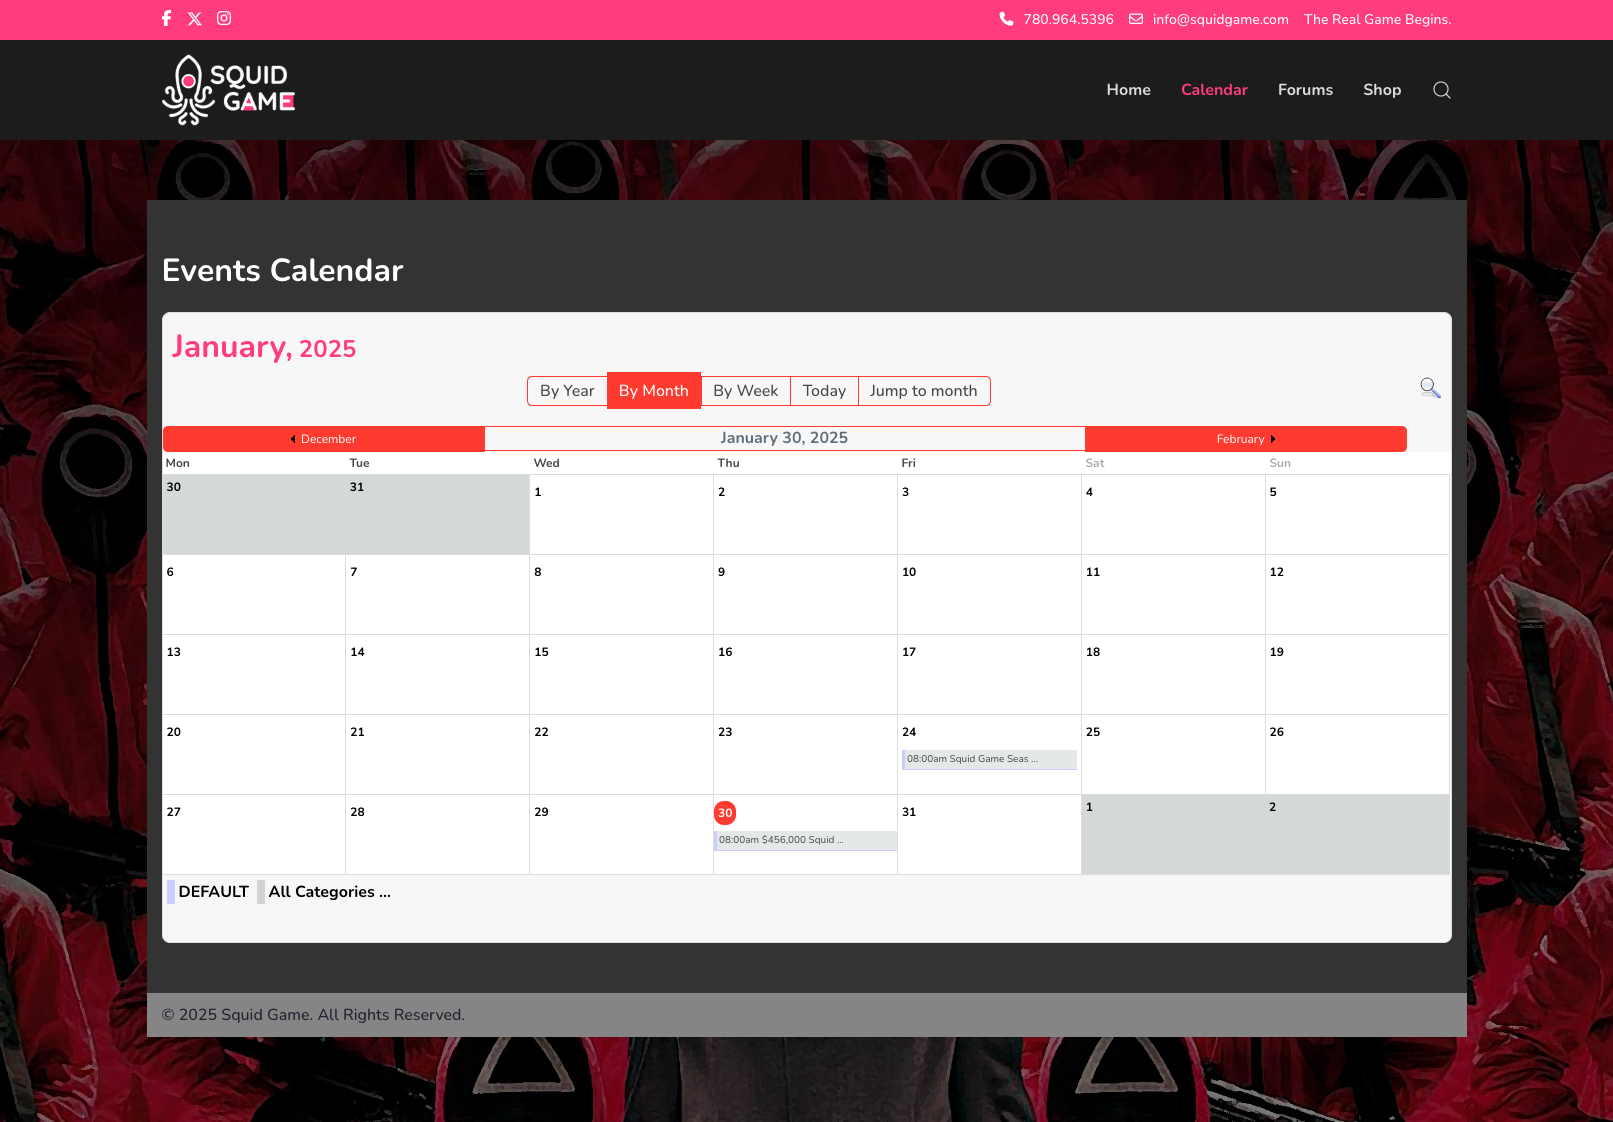 780.964.5396 info@squidgame.com The Real Game Begins.
SQUID
GAME
Home Calendar Forums Shop
Events Calendar
January, 2025
By Year By Month By Week Today Jump to month
December January 30, 2025 February
Mon Tue Wed Thu Fri Sat Sun
30 31 1 2 3 4 5
6 7 8 9 10 11 12
13 14 15 16 17 18 19
20 21 22 23 24 25 26
08:00am Squid Game Seas ...
27 28 29 30 31 1 2
08:00am $456,000 Squid ...
DEFAULT All Categories ...
© 2025 Squid Game. All Rights Reserved.